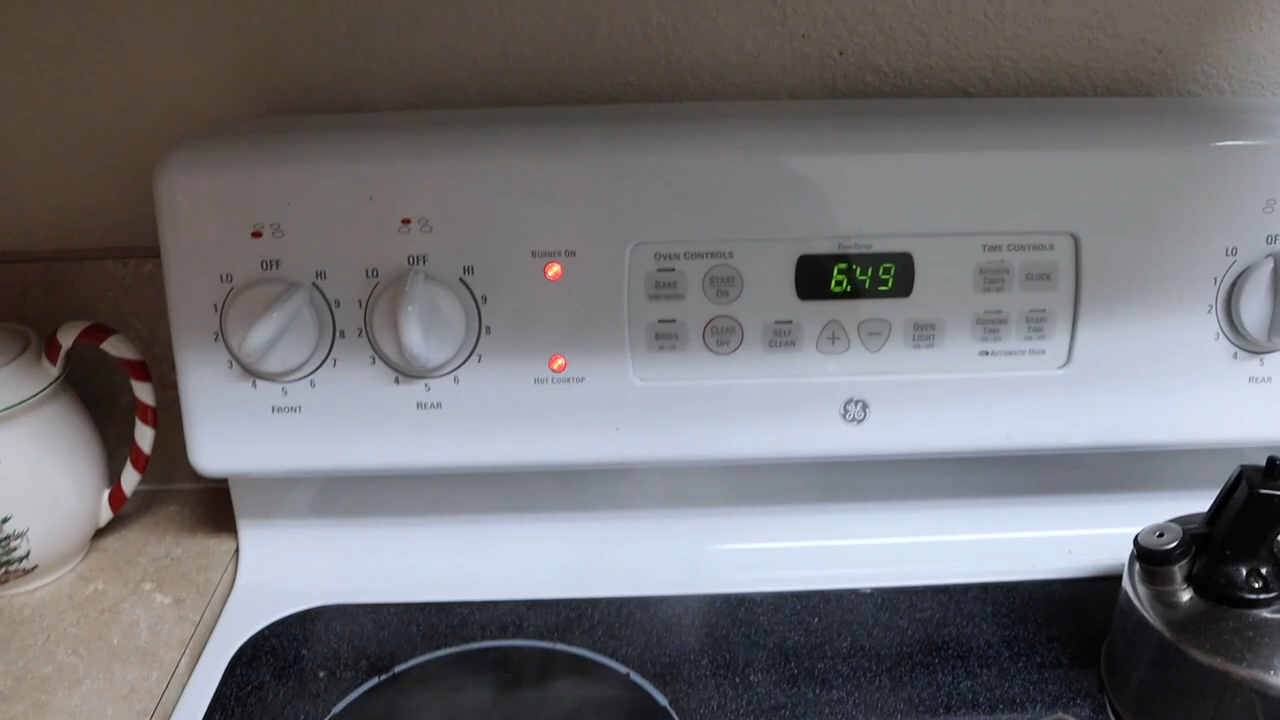 OFF
LO
HI
1
9
2
8
3
7
4
6
5
FRONT
OFF
LO
HI
1
9
2
8
3
7
4
6
5
REAR
BURNER ON
HOT COOKTOP
OVEN CONTROLS
BAKE
START
ON
CLEAR
OFF
SELF
CLEAN
+
−
OVEN
LIGHT
6:49
TIME CONTROLS
KITCHEN
TIMER
CLOCK
COOKING
TIME
START
TIME
AUTOMATIC OVEN
GE
LO
OF
1
2
3
4
5
REAR